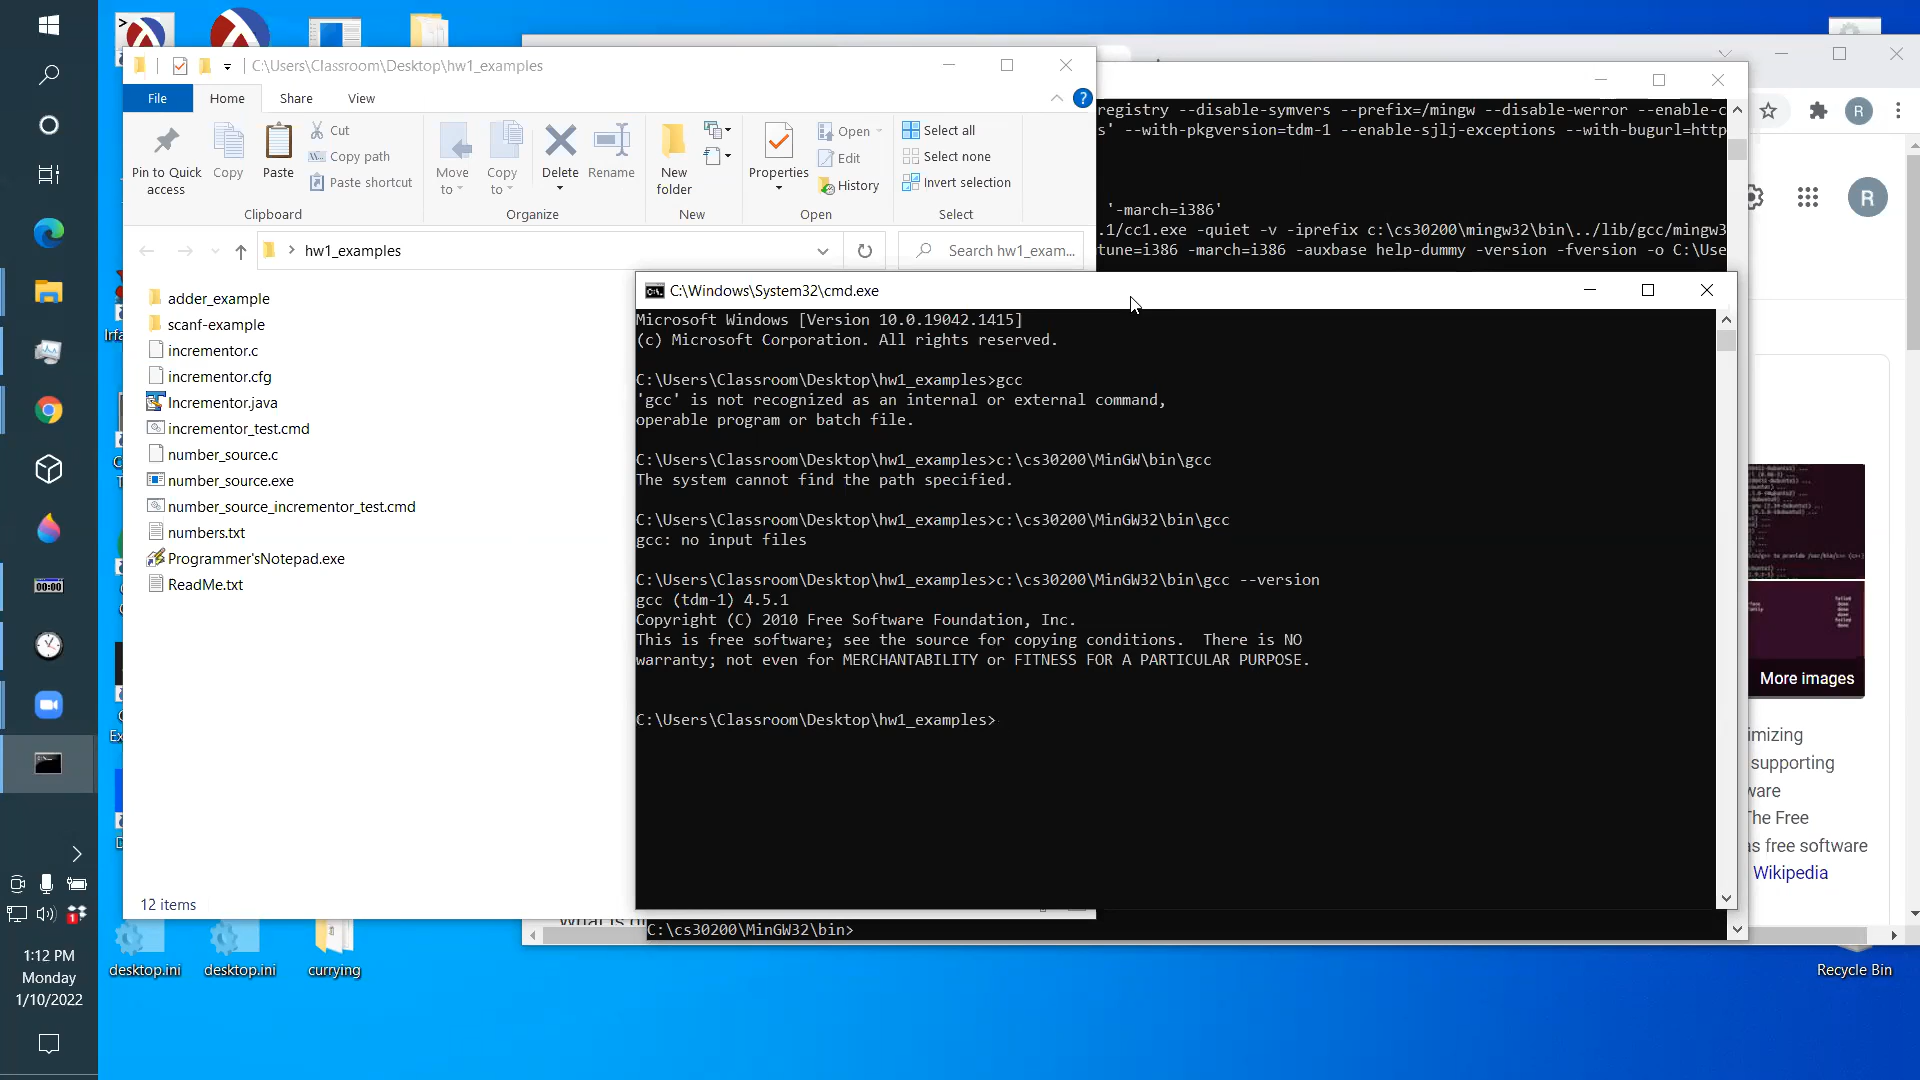 C:\Users\Classroom\Desktop\hw1_examples
File
Home
Share
View
Pin to Quick access
Copy
Paste
Cut
Copy path
Paste shortcut
Clipboard
Move to
Copy to
Delete
Rename
Organize
New folder
New
Properties
Open
Edit
History
Open
Select all
Select none
Invert selection
Select
hw1_examples
Search hw1_exam...
adder_example
scanf-example
incrementor.c
incrementor.cfg
Incrementor.java
incrementor_test.cmd
number_source.c
number_source.exe
number_source_incrementor_test.cmd
numbers.txt
Programmer'sNotepad.exe
ReadMe.txt
12 items
registry --disable-symvers --prefix=/mingw --disable-werror --enable-c
s' --with-pkgversion=tdm-1 --enable-sjlj-exceptions --with-bugurl=http
'-march=i386'
.1/cc1.exe -quiet -v -iprefix c:\cs30200\mingw32\bin\../lib/gcc/mingw3
tune=i386 -march=i386 -auxbase help-dummy -version -fversion -o C:\Use
C:\Windows\System32\cmd.exe
Microsoft Windows [Version 10.0.19042.1415]
(c) Microsoft Corporation. All rights reserved.
C:\Users\Classroom\Desktop\hw1_examples>gcc
'gcc' is not recognized as an internal or external command,
operable program or batch file.
C:\Users\Classroom\Desktop\hw1_examples>c:\cs30200\MinGW\bin\gcc
The system cannot find the path specified.
C:\Users\Classroom\Desktop\hw1_examples>c:\cs30200\MinGW32\bin\gcc
gcc: no input files
C:\Users\Classroom\Desktop\hw1_examples>c:\cs30200\MinGW32\bin\gcc --version
gcc (tdm-1) 4.5.1
Copyright (C) 2010 Free Software Foundation, Inc.
This is free software; see the source for copying conditions.  There is NO
warranty; not even for MERCHANTABILITY or FITNESS FOR A PARTICULAR PURPOSE.
C:\Users\Classroom\Desktop\hw1_examples>
C:\cs30200\MinGW32\bin>
R
R
More images
imizing
supporting
ware
The Free
as free software
Wikipedia
00:00
1
1:12 PM
Monday
1/10/2022
desktop.ini
desktop.ini
currying
Recycle Bin